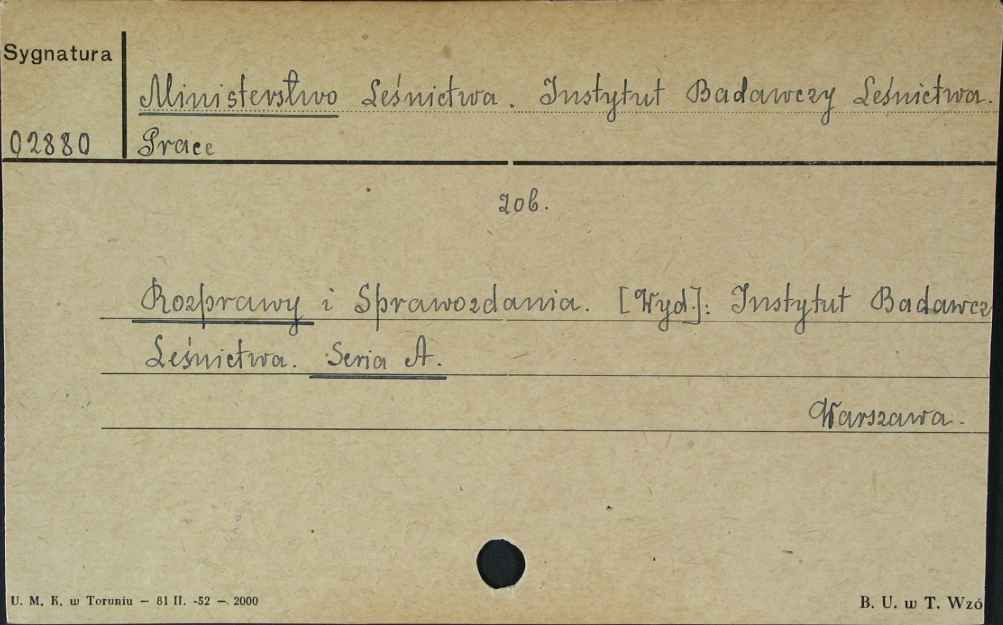 Sygnatura
Ministerstwo Leśnictwa. Instytut Badawczy Leśnictwa.
02880 Prace
zob.
Rozprawy i Sprawozdania. [Wyd]: Instytut Badawcz
Leśnictwa. Seria A.
Warszawa.
U. M. K. w Toruniu — 81 II. -52 — 2000 B. U. w T. Wzó